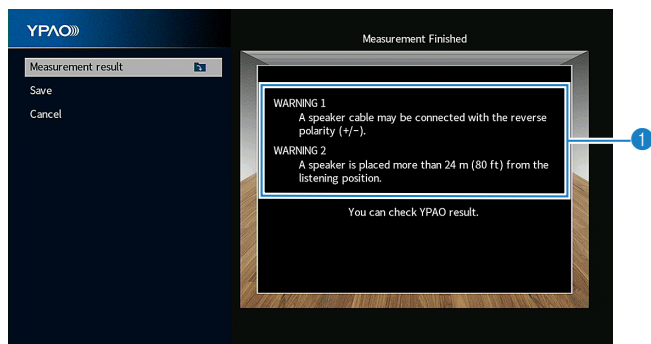 YPAO
Measurement Finished
Measurement result
Save
Cancel
WARNING 1
A speaker cable may be connected with the reverse
polarity (+/-).
WARNING 2
A speaker is placed more than 24 m (80 ft) from the
listening position.
You can check YPAO result.
1